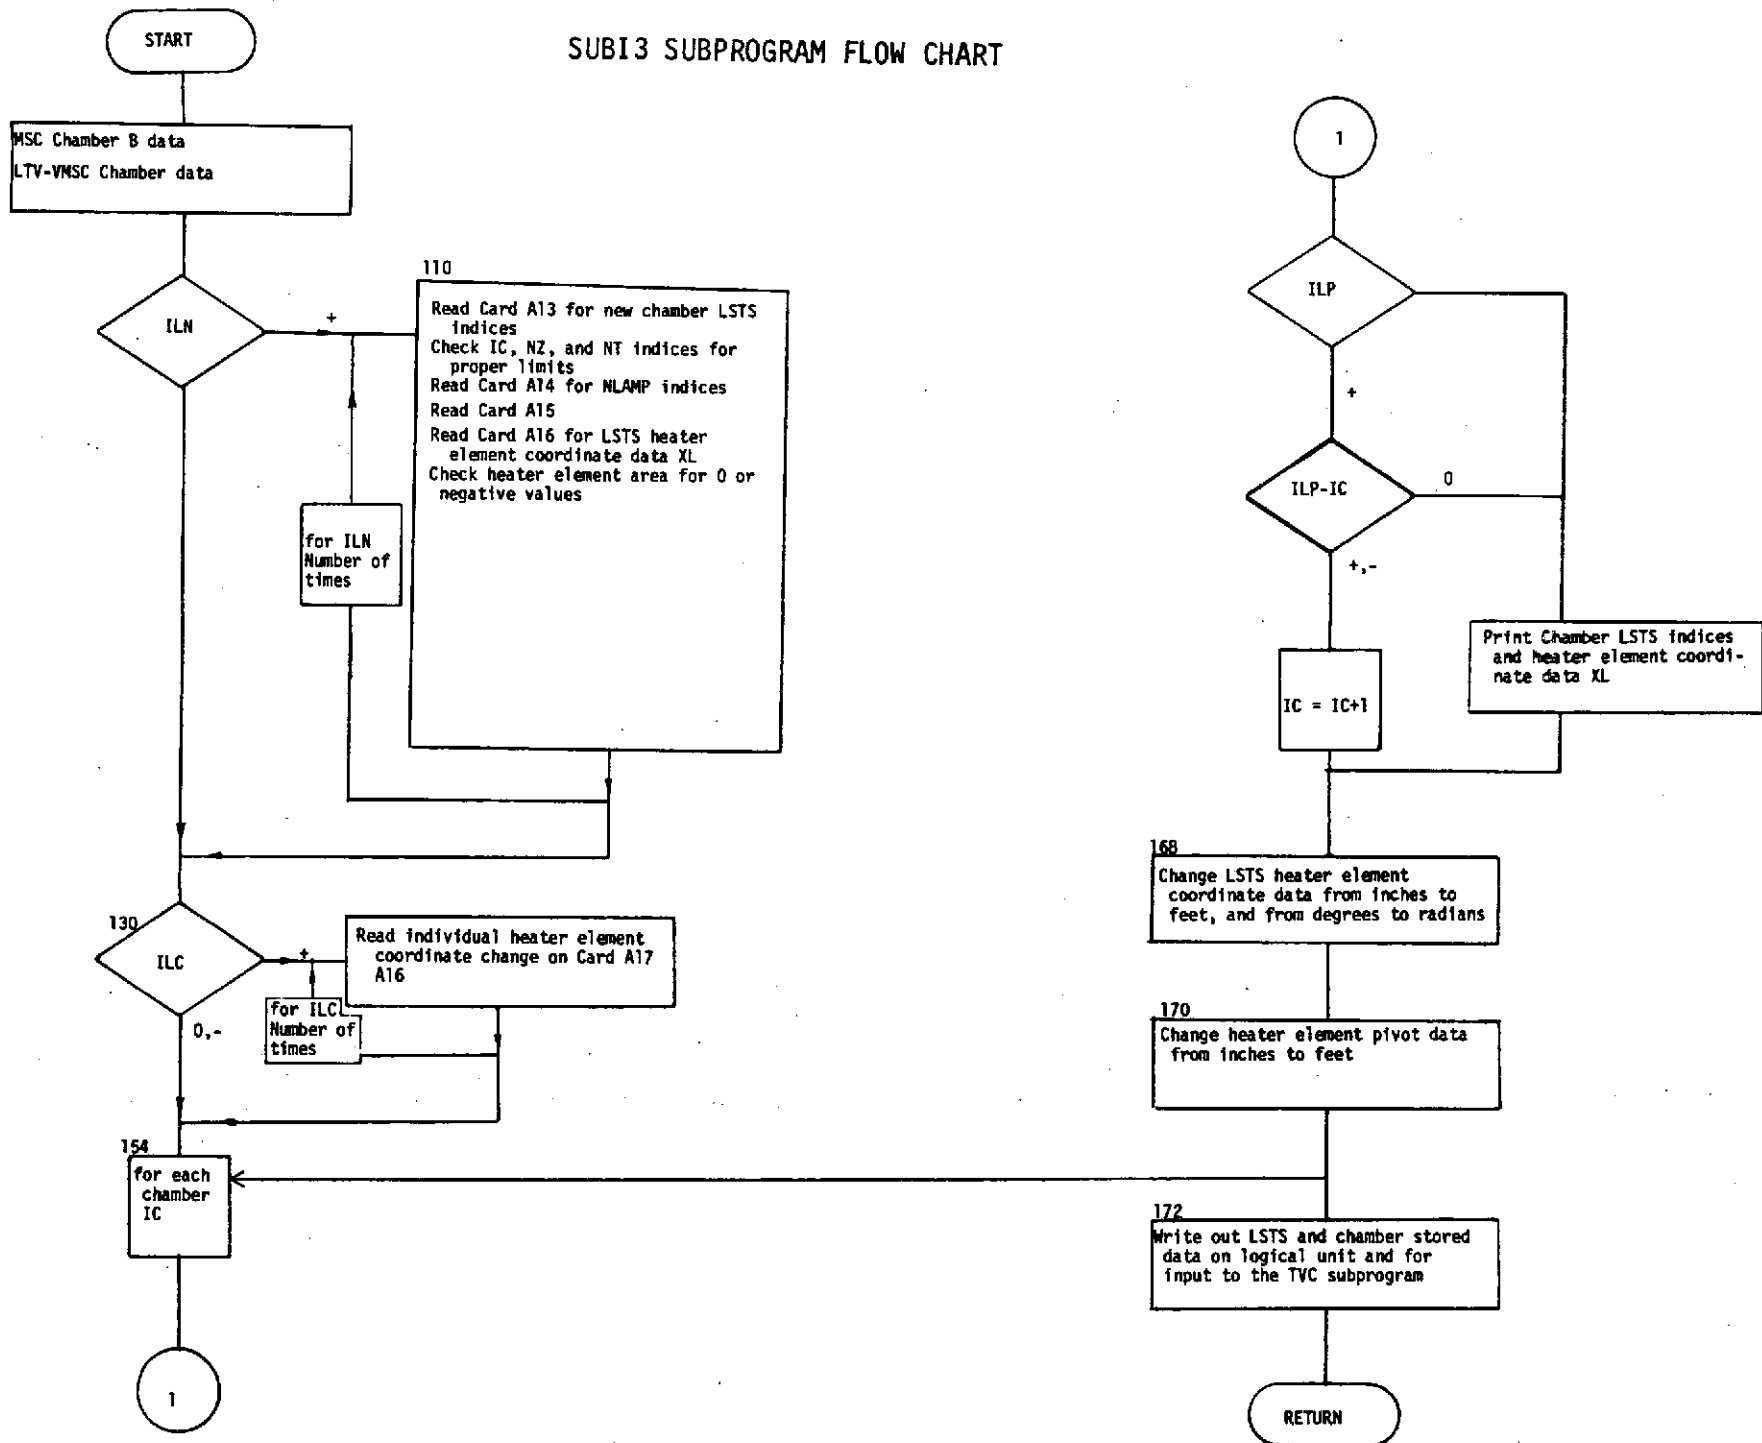 SUBI3 SUBPROGRAM FLOW CHART
START
MSC Chamber B data
LTV-VMSC Chamber data
ILN
+
110
Read Card A13 for new chamber LSTS
indices
Check IC, NZ, and NT indices for
proper limits
Read Card A14 for NLAMP indices
Read Card A15
Read Card A16 for LSTS heater
element coordinate data XL
Check heater element area for 0 or
negative values
for ILN
Number of
times
130
ILC
+
0,-
Read individual heater element
coordinate change on Card A17
A16
for ILC
Number of
times
154
for each
chamber
IC
1
1
ILP
+
ILP-IC
0
+,-
IC = IC+1
Print Chamber LSTS indices
and heater element coordi-
nate data XL
168
Change LSTS heater element
coordinate data from inches to
feet, and from degrees to radians
170
Change heater element pivot data
from inches to feet
172
Write out LSTS and chamber stored
data on logical unit and for
input to the TVC subprogram
RETURN